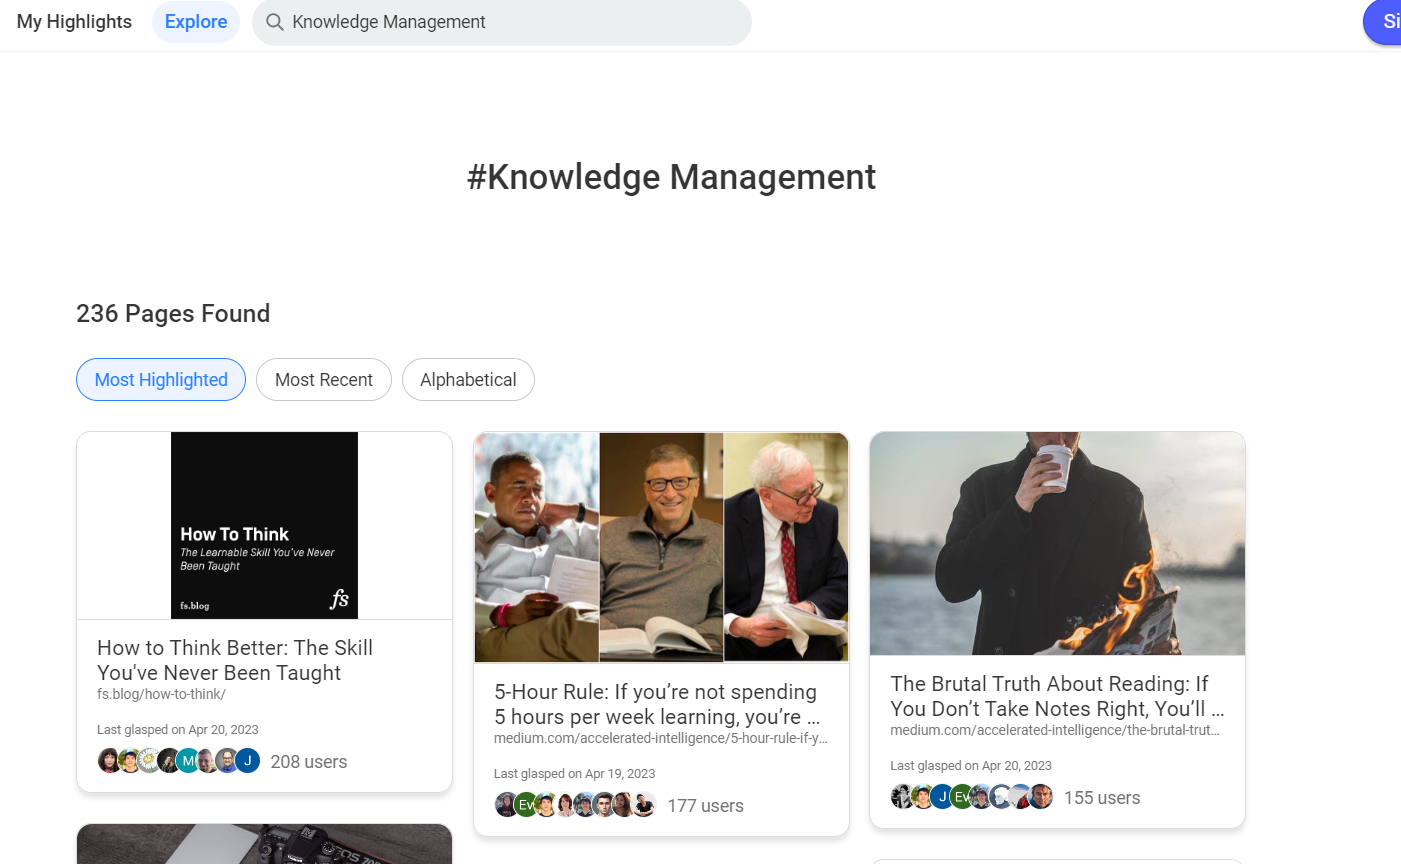 My Highlights
Explore
Knowledge Management
Si
#Knowledge Management
236 Pages Found
Most Highlighted
Most Recent
Alphabetical
How To Think
The Learnable Skill You've Never
Been Taught
fs.blog
fs
How to Think Better: The Skill
You've Never Been Taught
fs.blog/how-to-think/
Last glasped on Apr 20, 2023
M
J
208 users
5-Hour Rule: If you’re not spending
5 hours per week learning, you’re ...
medium.com/accelerated-intelligence/5-hour-rule-if-y...
Last glasped on Apr 19, 2023
Ev
177 users
The Brutal Truth About Reading: If
You Don’t Take Notes Right, You’ll ...
medium.com/accelerated-intelligence/the-brutal-trut...
Last glasped on Apr 20, 2023
J
Ev
155 users